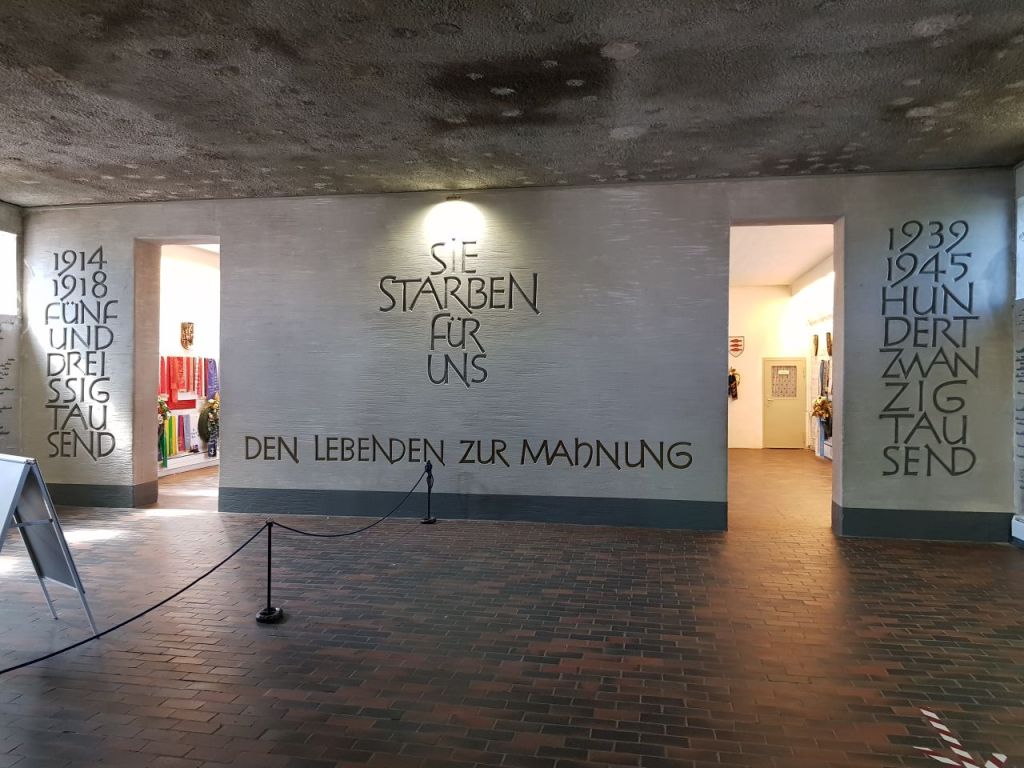 1914
1918
FÜNF
UND
DREI
SSIG
TAU
SEND
SiE
STARBEN
FÜR
UNS
DEN LEBENDEN ZUR MAhNUNG
1939
1945
HUN
DERT
ZWAN
ZIG
TAU
SEND